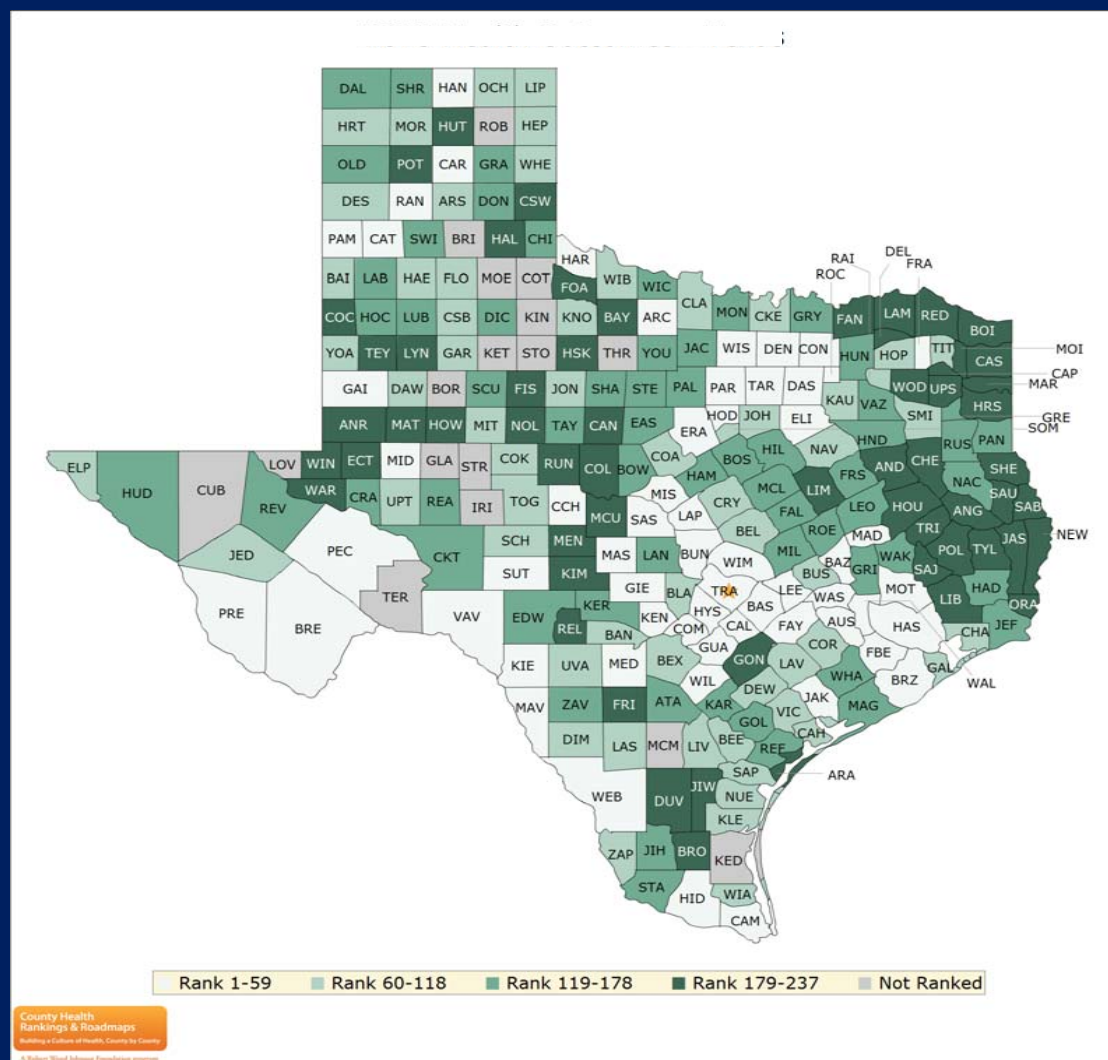 DAL SHR HAN OCH LIP
HRT MOR HUT ROB HEP
OLD POT CAR GRA WHE
DES RAN ARS DON CSW
PAM CAT SWI BRI HAL CHI
HAR
RAI DEL
ROC FRA
BAI LAB HAE FLO MOE COT FOA WIB WIC
CLA MON CKE GRY FAN LAM RED BOI
COC HOC LUB CSB DIC KIN KNO BAY ARC
YOA TEY LYN GAR KET STO HSK THR YOU JAC WIS DEN CON HUN HOP TIT CAS MOI
CAP
GAI DAW BOR SCU FIS JON SHA STE PAL PAR TAR DAS KAU VAZ WOD UPS MAR
HRS
ANR MAT HOW MIT NOL TAY CAN EAS ERA HOD JOH ELI SMI GRE
SOM
ELP HUD CUB LOV WIN ECT MID GLA STR COK RUN COL BOW COA HAM BOS HIL NAV HND RUS PAN
REV WAR CRA UPT REA IRI TOG CCH MCU MIS LAP CRY MCL LIM FRS AND CHE NAC SHE
SAS FAL LEO HOU ANG SAU SAB
JED PEC CKT SCH MEN MAS LAN BUN BEL MIL ROE MAD TRI POL TYL JAS NEW
TER SUT KIM GIE BLA WIM BAZ GRI WAK SAJ HAD
PRE BRE VAV EDW REL KER KEN TRA LEE BUS WAS MOT LIB ORA
HYS BAS JEF
BAN COM CAL FAY AUS HAS CHA
KIE UVA MED BEX GUA GON LAV COR FBE GAL WAL
WIL WHA BRZ
MAV ZAV FRI ATA KAR DEW VIC JAK MAG
GOL
DIM LAS MCM LIV BEE REF CAH
SAP ARA
WEB DUV JIW NUE
KLE
ZAP JIH BRO KED
STA HID WIA
CAM
Rank 1-59 Rank 60-118 Rank 119-178 Rank 179-237 Not Ranked
County Health
Rankings & Roadmaps
Building a Culture of Health, County by County
A Robert Wood Johnson Foundation program